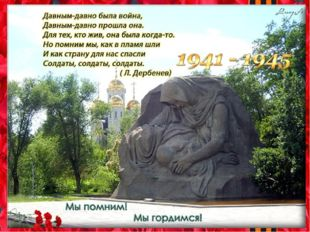 Давным-давно была война,
Давным-давно прошла она.
Для тех, кто жив, она была когда-то.
Но помним мы, как в пламя шли
И как страну для нас спасли
Солдаты, солдаты, солдаты.
( Л. Дербенев)
1941 - 1945
Мы помним!
Мы гордимся!